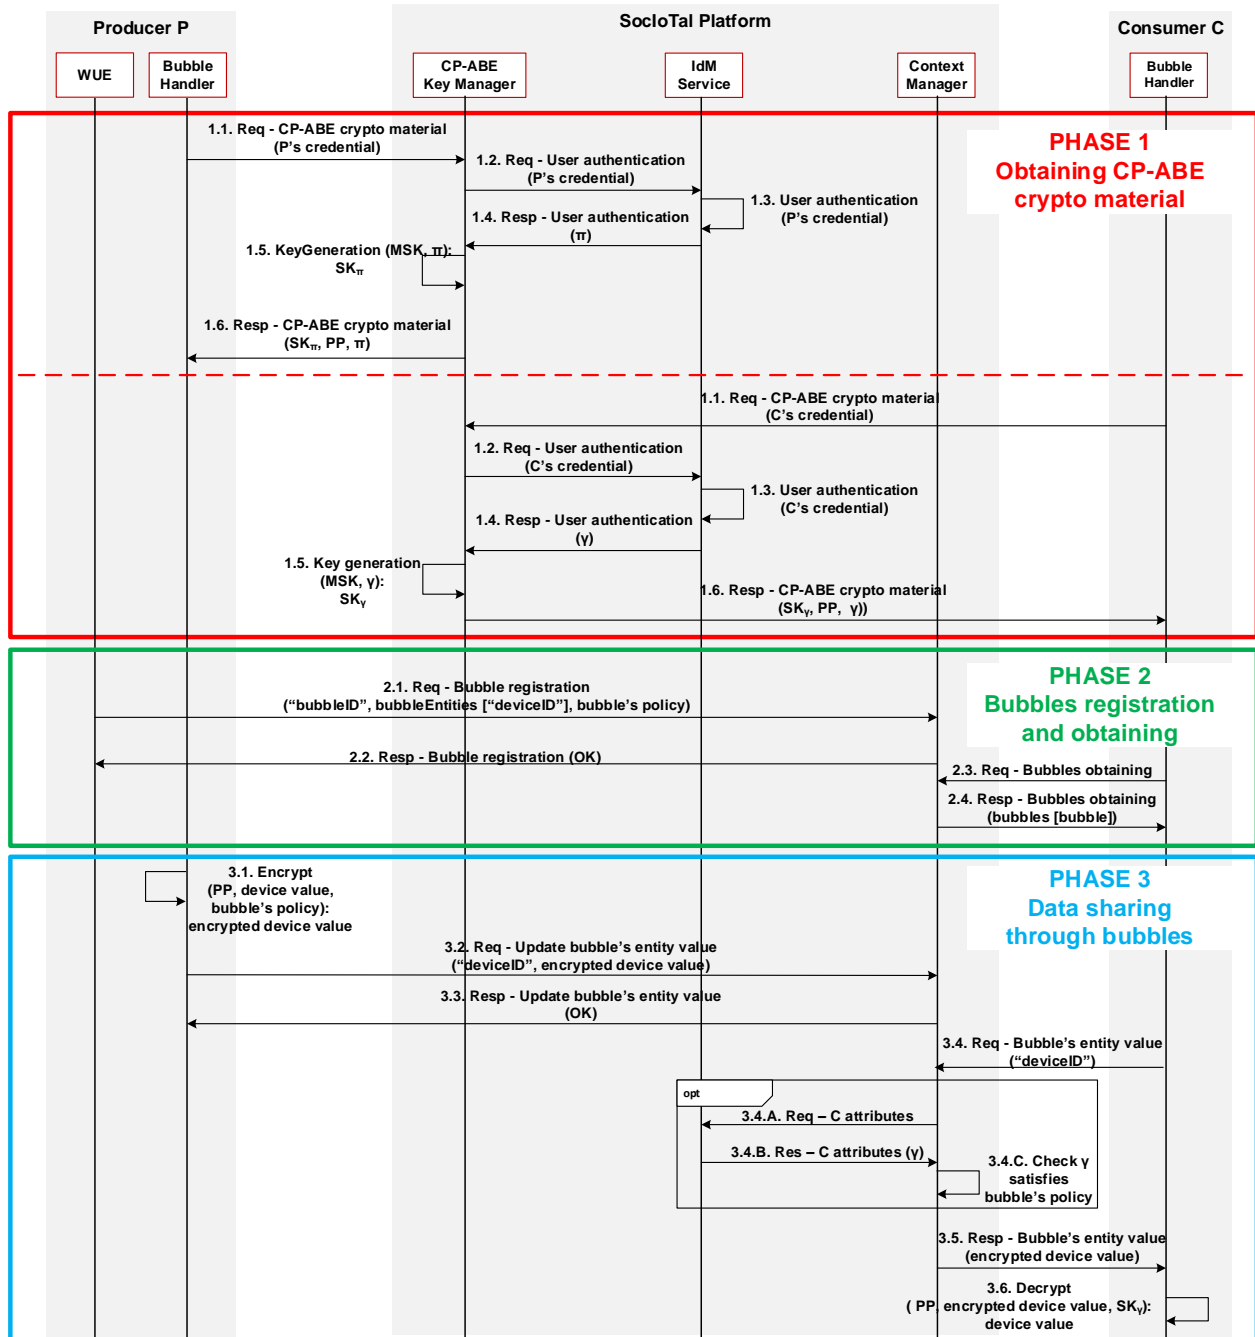 Producer P
SocIoTal Platform
Consumer C
WUE
Bubble
Handler
CP-ABE
Key Manager
IdM
Service
Context
Manager
Bubble
Handler
PHASE 1
Obtaining CP-ABE
crypto material
1.1. Req - CP-ABE crypto material
(P's credential)
1.2. Req - User authentication
(P's credential)
1.3. User authentication
(P's credential)
1.4. Resp - User authentication
(π)
1.5. KeyGeneration (MSK, π):
SKπ
1.6. Resp - CP-ABE crypto material
(SKπ, PP, π)
1.1. Req - CP-ABE crypto material
(C's credential)
1.2. Req - User authentication
(C's credential)
1.3. User authentication
(C's credential)
1.4. Resp - User authentication
(γ)
1.5. Key generation
(MSK, γ):
SKγ
1.6. Resp - CP-ABE crypto material
(SKγ, PP, γ))
PHASE 2
Bubbles registration
and obtaining
2.1. Req - Bubble registration
(“bubbleID”, bubbleEntities [“deviceID”], bubble's policy)
2.2. Resp - Bubble registration (OK)
2.3. Req - Bubbles obtaining
2.4. Resp - Bubbles obtaining
(bubbles [bubble])
PHASE 3
Data sharing
through bubbles
3.1. Encrypt
(PP, device value,
bubble's policy):
encrypted device value
3.2. Req - Update bubble's entity value
(“deviceID”, encrypted device value)
3.3. Resp - Update bubble's entity value
(OK)
3.4. Req - Bubble's entity value
(“deviceID”)
opt
3.4.A. Req – C attributes
3.4.B. Res – C attributes (γ)
3.4.C. Check γ
satisfies
bubble's policy
3.5. Resp - Bubble's entity value
(encrypted device value)
3.6. Decrypt
( PP, encrypted device value, SKγ):
device value